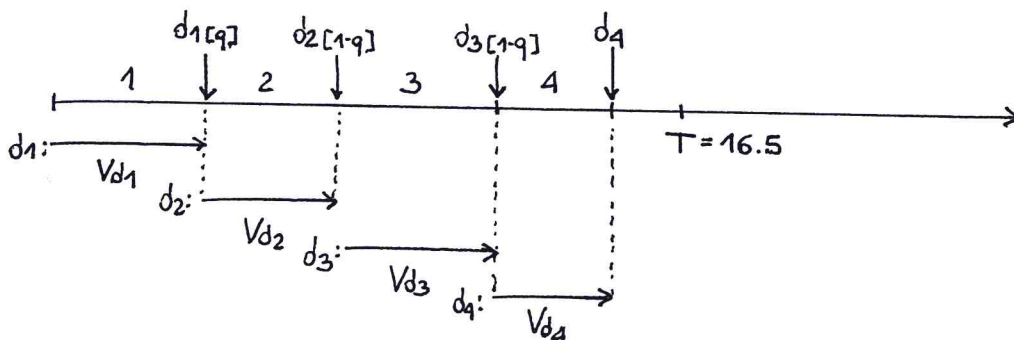 d1[q] d2[1-q] d3[1-q] d4
1 2 3 4
T=16.5
d1:
Vd1
d2:
Vd2
d3:
Vd3
d4:
Vd4